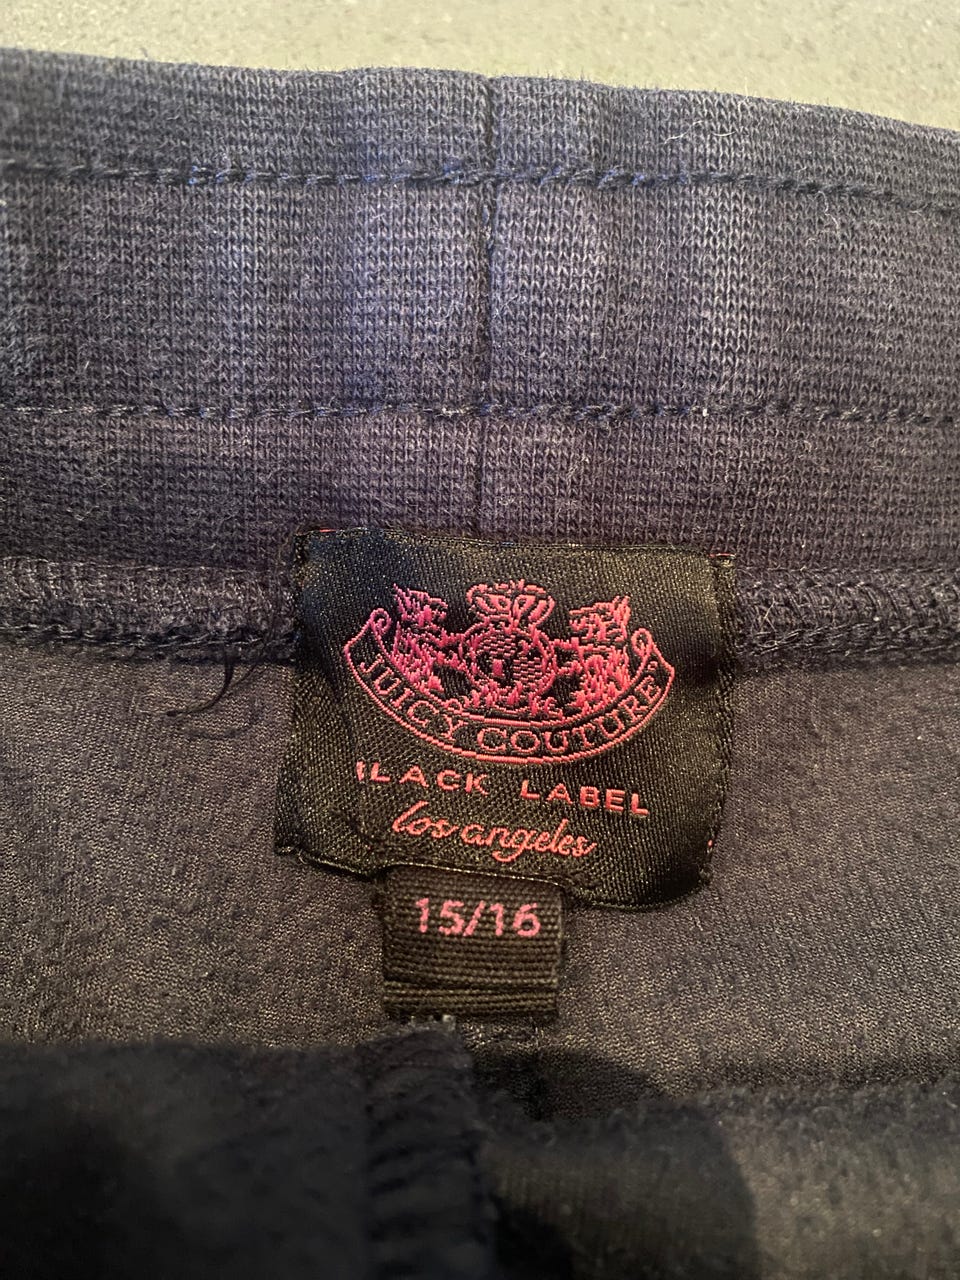 JUICY COUTURE
BLACK LABEL
los angeles
15/16